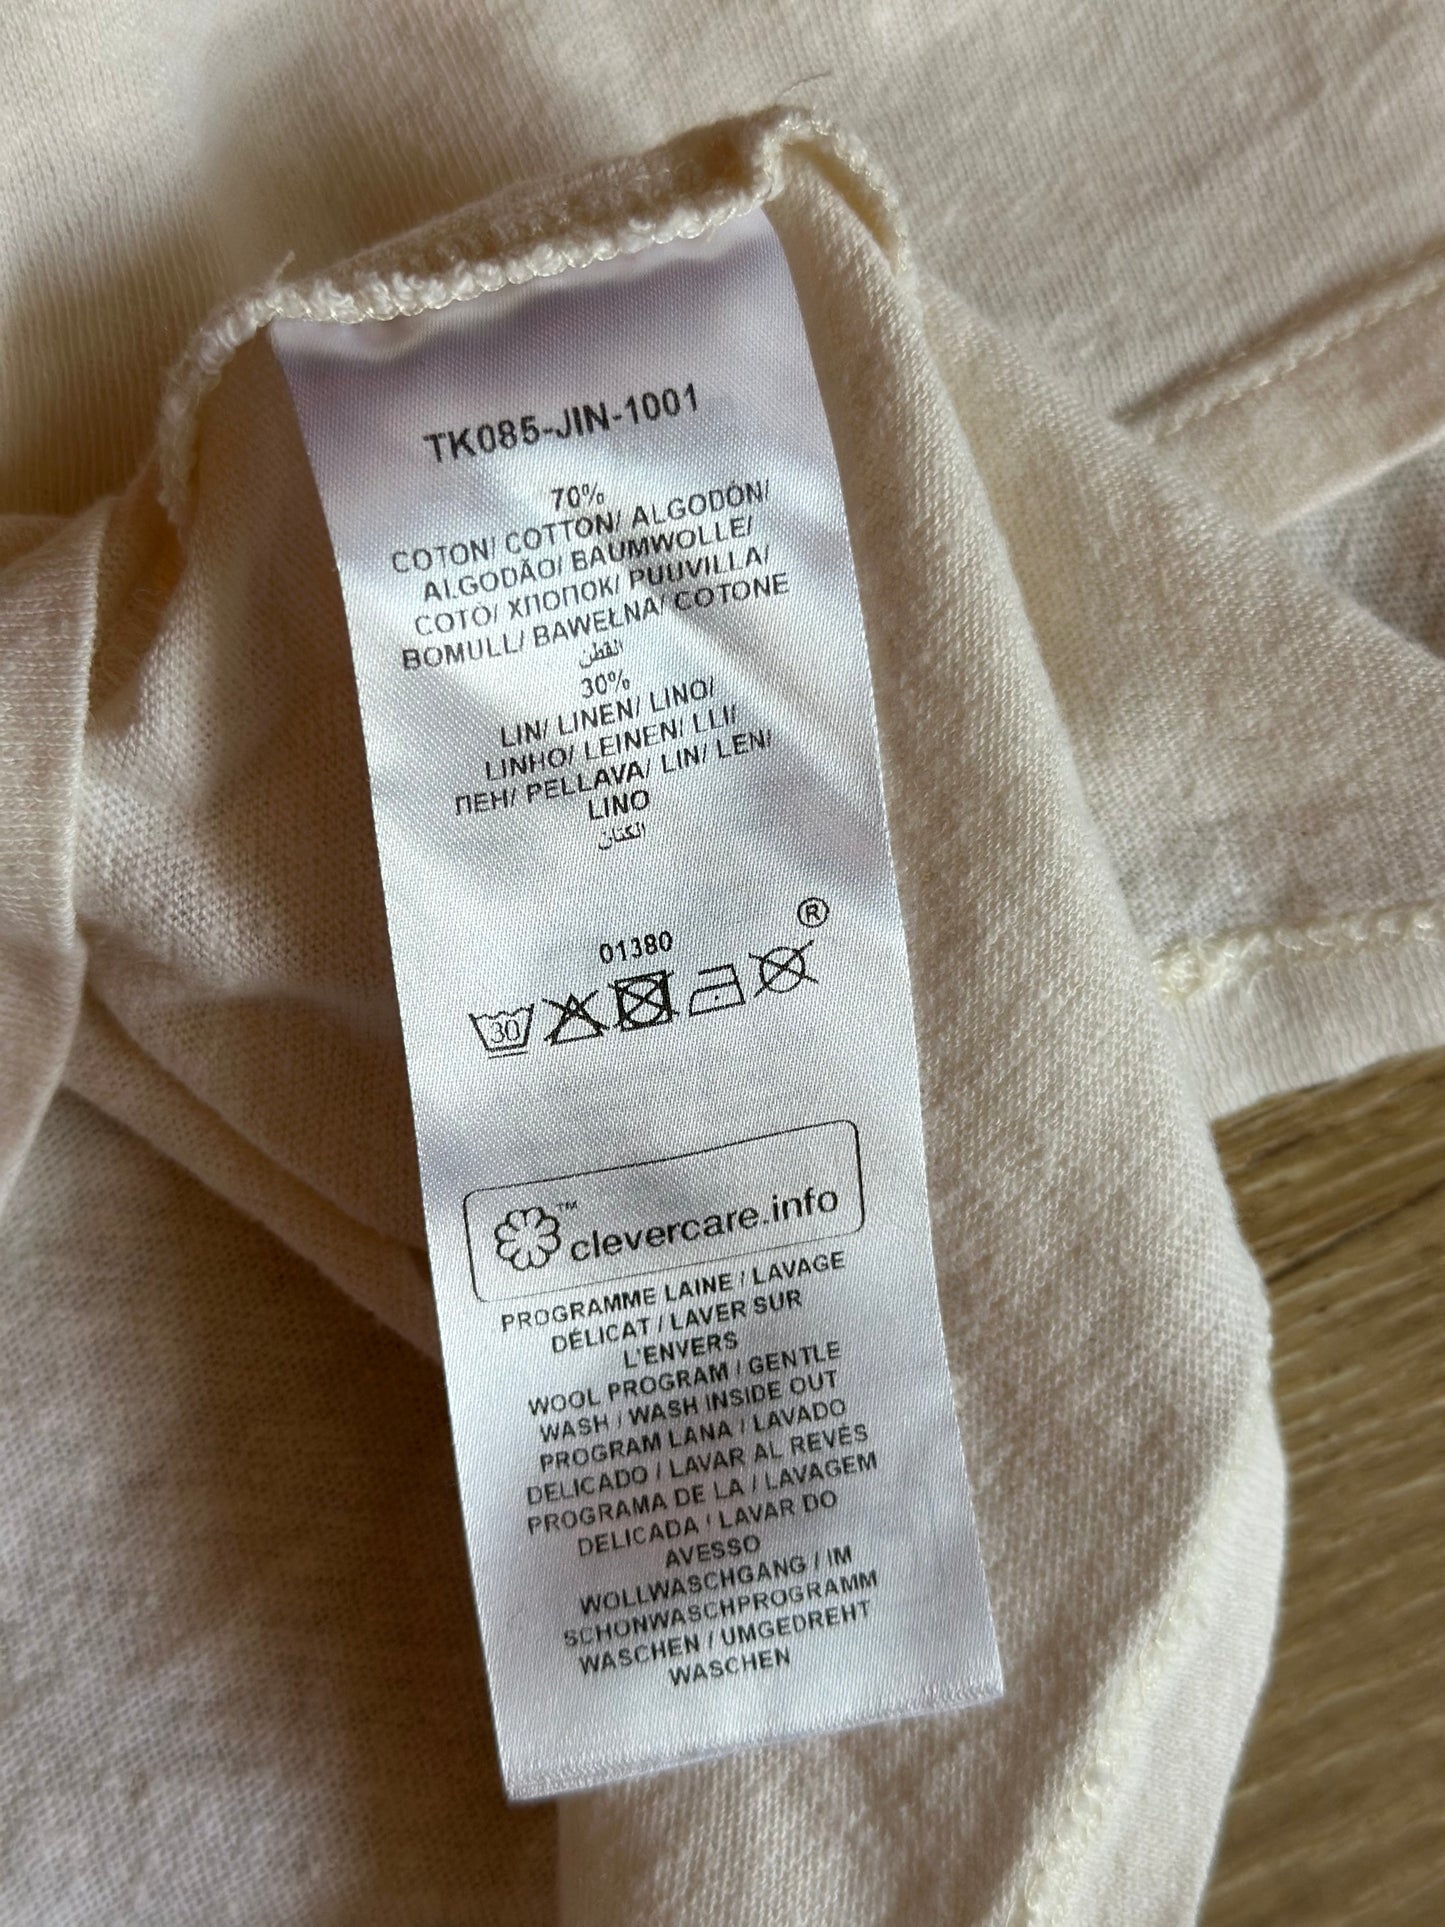 TK085-JIN-1001
70%
COTON/ COTTON/ ALGODÓN/
ALGODÃO/ BAUMWOLLE/
COTO/ ХЛОПОК/ PUUVILLA/
BOMULL/ BAWEŁNA/ COTONE
القطن
30%
LIN/ LINEN/ LINO/
LINHO/ LEINEN/ LLI/
ЛЕН/ PELLAVA/ LIN/ LEN/
LINO
الكتان
®
01380
30
™
clevercare.info
PROGRAMME LAINE / LAVAGE
DÉLICAT / LAVER SUR
L'ENVERS
WOOL PROGRAM / GENTLE
WASH / WASH INSIDE OUT
PROGRAM LANA / LAVADO
DELICADO / LAVAR AL REVÉS
PROGRAMA DE LA / LAVAGEM
DELICADA / LAVAR DO
AVESSO
WOLLWASCHGANG / IM
SCHONWASCHPROGRAMM
WASCHEN / UMGEDREHT
WASCHEN